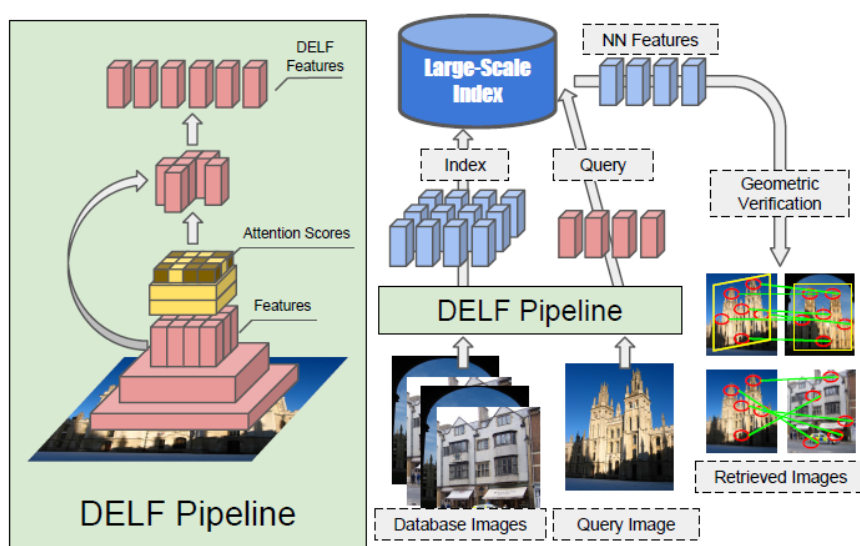 DELF
Features
Attention Scores
Features
DELF Pipeline
Large-Scale
Index
NN Features
Index
Query
Geometric
Verification
DELF Pipeline
Database Images
Query Image
Retrieved Images